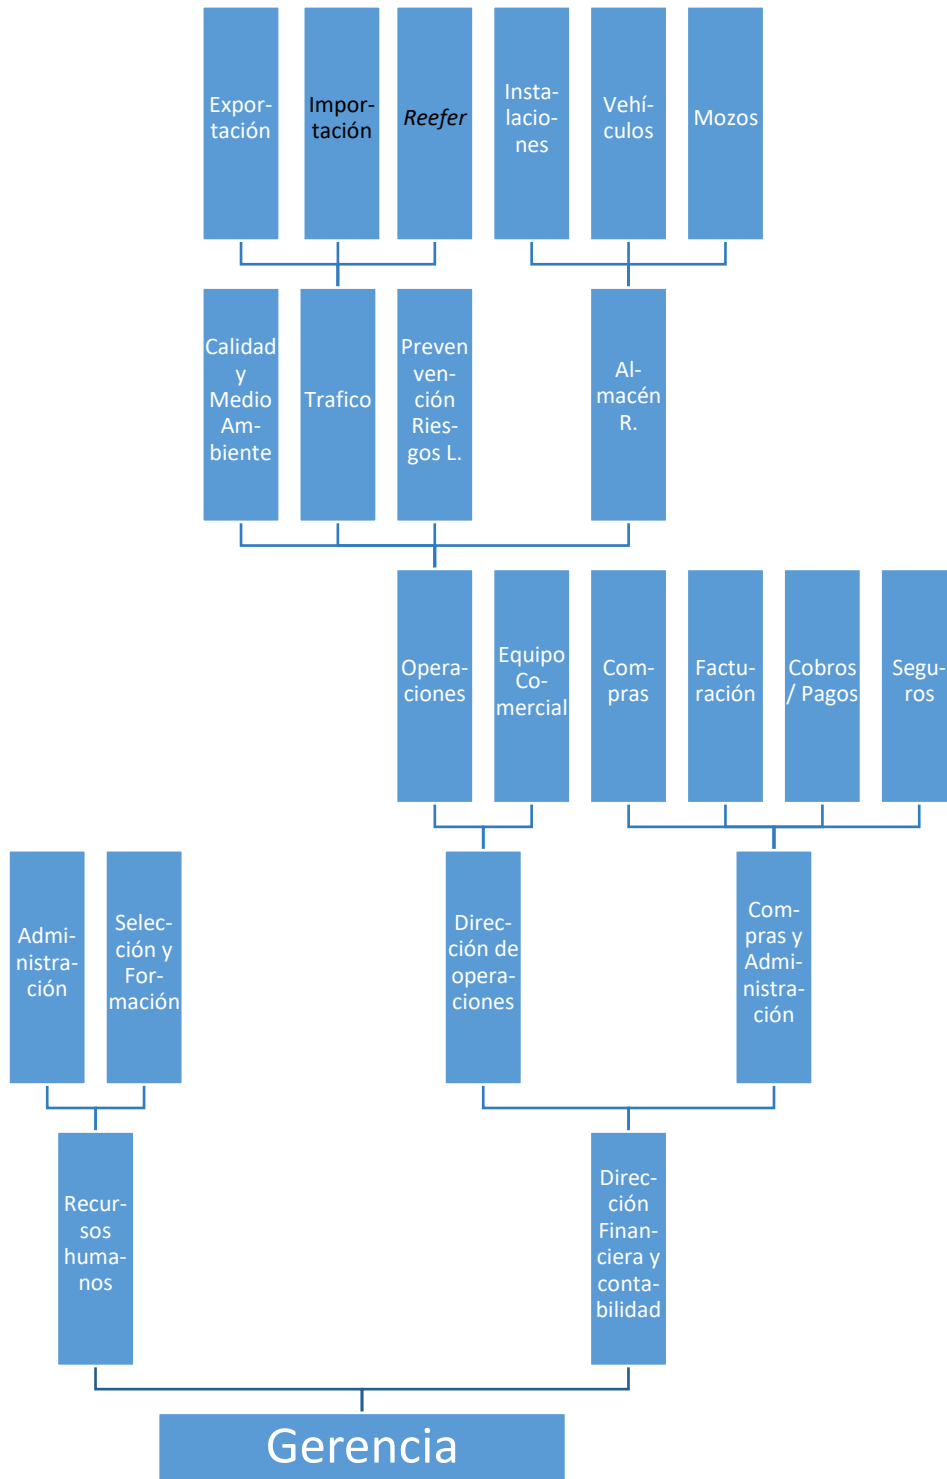 Expor-
tación
Impor-
tación
Reefer
Insta-
lacio-
nes
Vehí-
culos
Mozos
Calidad
y
Medio
Am-
biente
Trafico
Preven
ven-
ción
Ries-
gos L.
Al-
macén
R.
Opera-
ciones
Equipo
Co-
mercial
Com-
pras
Factu-
ración
Cobros
/ Pagos
Segu-
ros
Admi-
nistra-
ción
Selec-
ción y
For-
mación
Direc-
ción de
opera-
ciones
Com-
pras y
Admi-
nistra-
ción
Recur-
sos
huma-
nos
Direc-
ción
Finan-
ciera y
conta-
bilidad
Gerencia